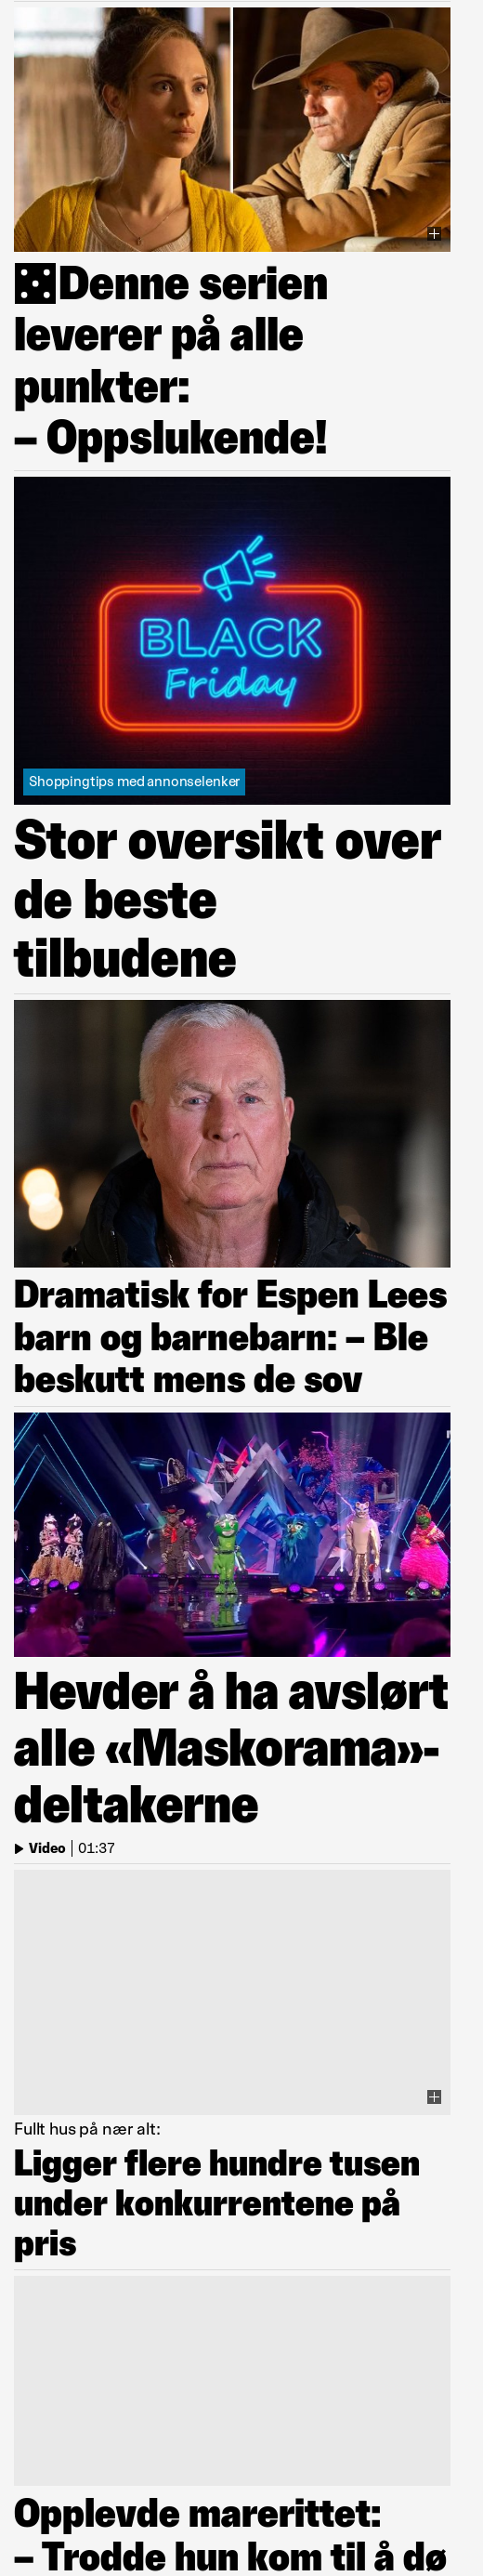 Denne serien
leverer på alle
punkter:
– Oppslukende!
BLACK
Friday
Shoppingtips med annonselenker
Stor oversikt over
de beste
tilbudene
Dramatisk for Espen Lees
barn og barnebarn: – Ble
beskutt mens de sov
Hevder å ha avslørt
alle «Maskorama»-
deltakerne
Video | 01:37
Fullt hus på nær alt:
Ligger flere hundre tusen
under konkurrentene på
pris
Opplevde marerittet:
– Trodde hun kom til å dø